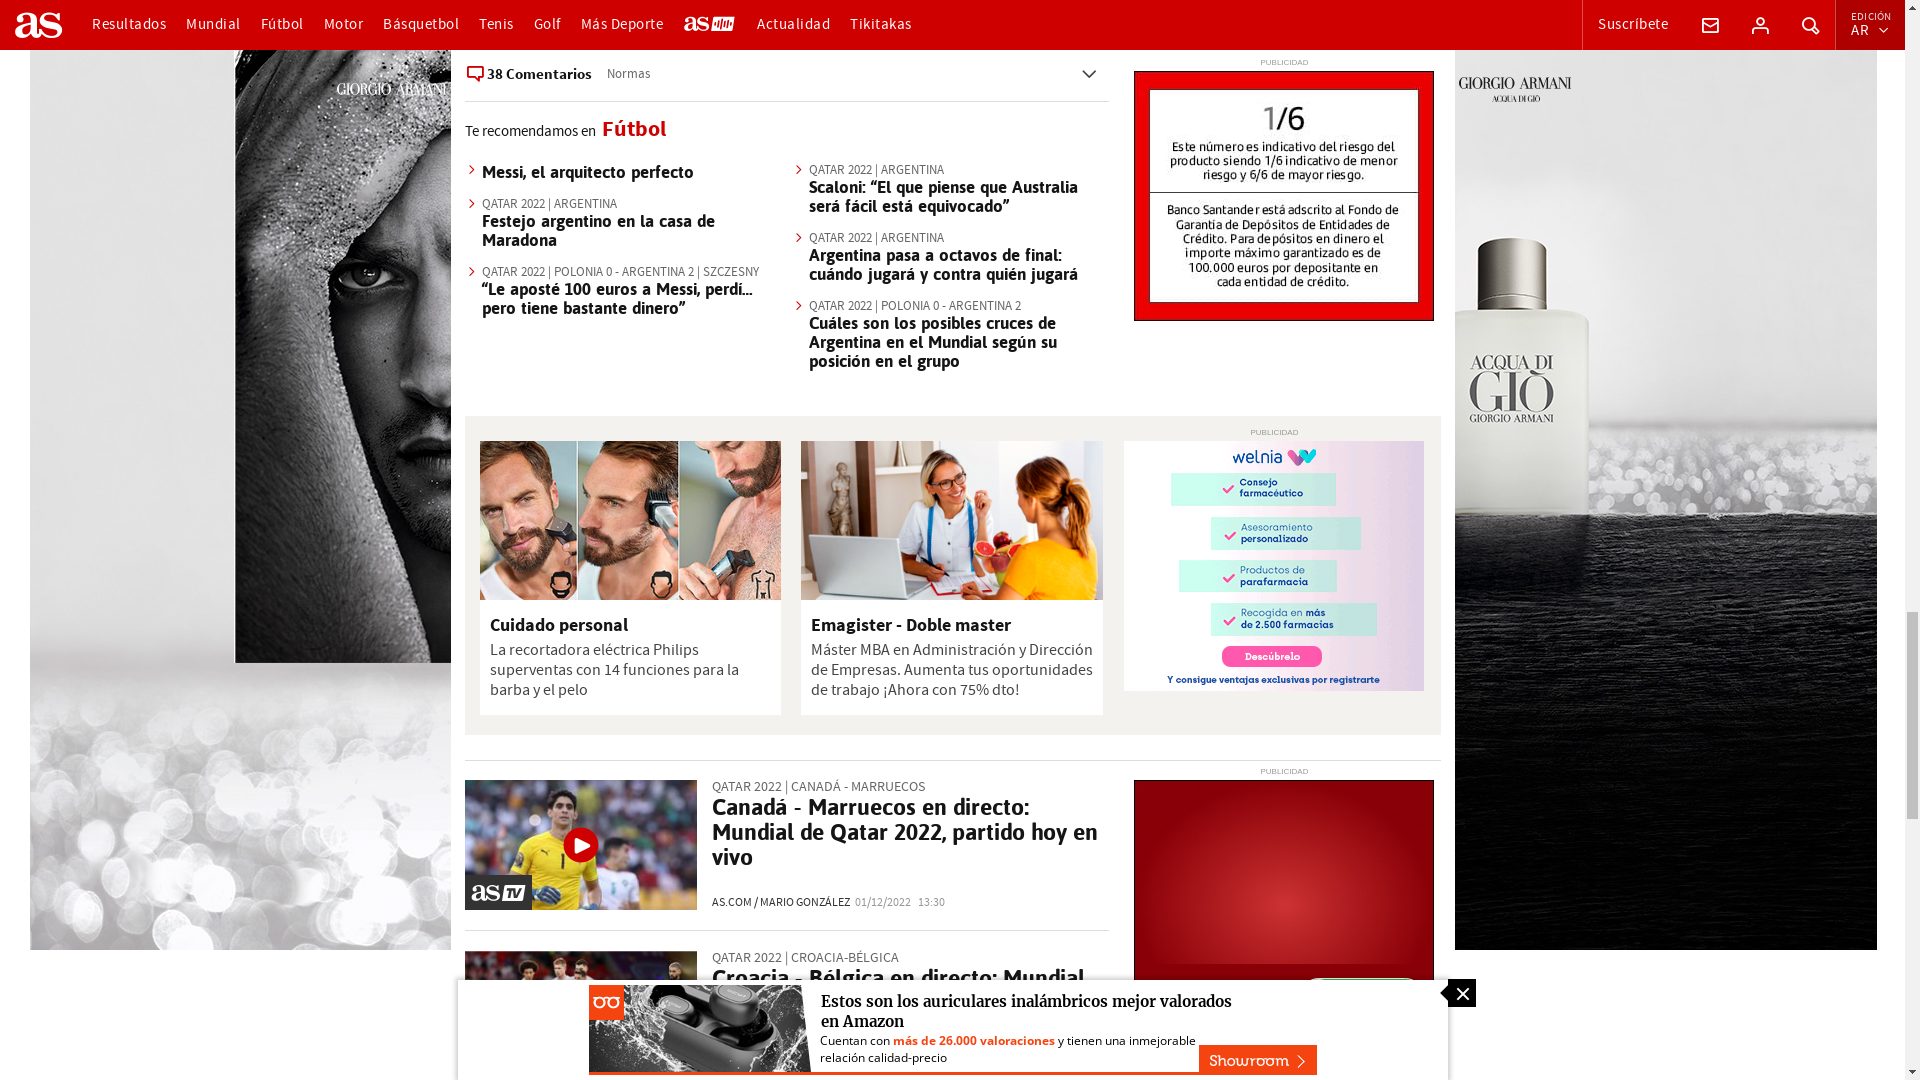 as
Resultados
Mundial
Fútbol
Motor
Básquetbol
Tenis
Golf
Más Deporte
as
Actualidad
Tikitakas
Suscríbete
EDICIÓN
AR
GIORGIO ARMANI
38 Comentarios
Normas
Te recomendamos en Fútbol
Messi, el arquitecto perfecto
QATAR 2022 | ARGENTINA
Festejo argentino en la casa de
Maradona
QATAR 2022 | POLONIA 0 - ARGENTINA 2 | SZCZESNY
“Le aposté 100 euros a Messi, perdí...
pero tiene bastante dinero”
QATAR 2022 | ARGENTINA
Scaloni: “El que piense que Australia
será fácil está equivocado”
QATAR 2022 | ARGENTINA
Argentina pasa a octavos de final:
cuándo jugará y contra quién jugará
QATAR 2022 | POLONIA 0 - ARGENTINA 2
Cuáles son los posibles cruces de
Argentina en el Mundial según su
posición en el grupo
PUBLICIDAD
1/6
Este número es indicativo del riesgo del
producto siendo 1/6 indicativo de menor
riesgo y 6/6 de mayor riesgo.
Banco Santander está adscrito al Fondo de
Garantía de Depósitos de Entidades de
Crédito. Para depósitos en dinero el
importe máximo garantizado es de
100.000 euros por depositante en
cada entidad de crédito.
GIORGIO ARMANI
ACQUA DI GIÒ
ACQUA DI
GIÒ
GIORGIO ARMANI
Cuidado personal
La recortadora eléctrica Philips
superventas con 14 funciones para la
barba y el pelo
Emagister - Doble master
Máster MBA en Administración y Dirección
de Empresas. Aumenta tus oportunidades
de trabajo ¡Ahora con 75% dto!
PUBLICIDAD
welnia
Consejo
farmacéutico
Asesoramiento
personalizado
Productos de
parafarmacia
Recogida en más
de 2.500 farmacias
Descúbrelo
Y consigue ventajas exclusivas por registrarte
as TV
QATAR 2022 | CANADÁ - MARRUECOS
Canadá - Marruecos en directo:
Mundial de Qatar 2022, partido hoy en
vivo
AS.COM / MARIO GONZÁLEZ 01/12/2022 13:30
PUBLICIDAD
QATAR 2022 | CROACIA-BÉLGICA
Croacia - Bélgica en directo: Mundial
Estos son los auriculares inalámbricos mejor valorados
en Amazon
Cuentan con más de 26.000 valoraciones y tienen una inmejorable
relación calidad-precio
Showroom